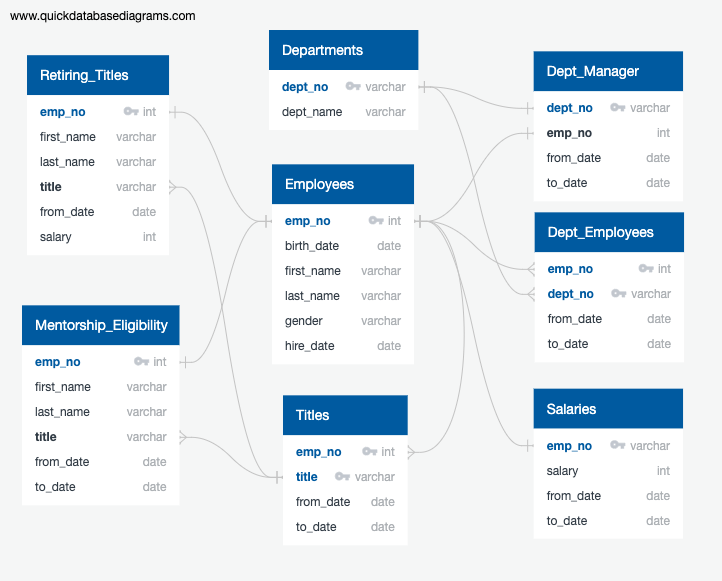 www.quickdatabasediagrams.com
Retiring_Titles
emp_no int
first_name varchar
last_name varchar
title varchar
from_date date
salary int
Departments
dept_no varchar
dept_name varchar
Dept_Manager
dept_no varchar
emp_no int
from_date date
to_date date
Employees
emp_no int
birth_date date
first_name varchar
last_name varchar
gender varchar
hire_date date
Dept_Employees
emp_no int
dept_no varchar
from_date date
to_date date
Mentorship_Eligibility
emp_no int
first_name varchar
last_name varchar
title varchar
from_date date
to_date date
Titles
emp_no int
title varchar
from_date date
to_date date
Salaries
emp_no varchar
salary int
from_date date
to_date date